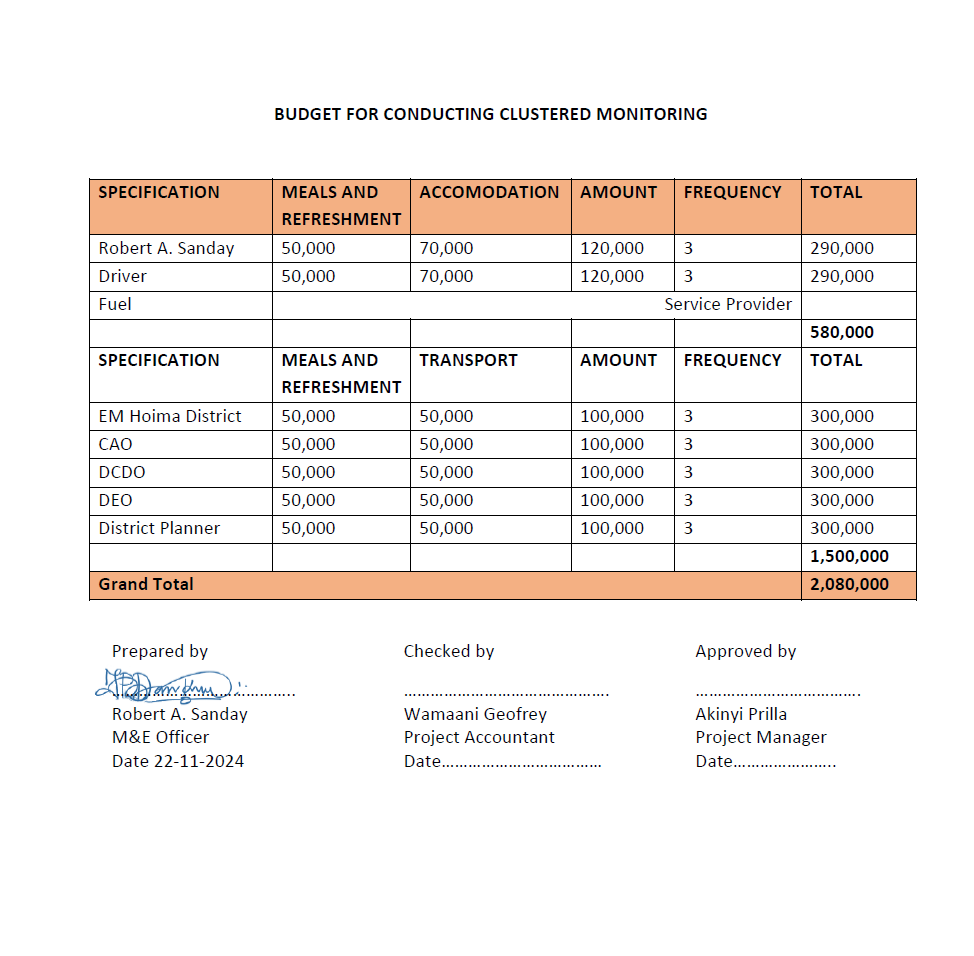 BUDGET FOR CONDUCTING CLUSTERED MONITORING
SPECIFICATION MEALS AND REFRESHMENT ACCOMODATION AMOUNT FREQUENCY TOTAL
Robert A. Sanday 50,000 70,000 120,000 3 290,000
Driver 50,000 70,000 120,000 3 290,000
Fuel Service Provider
580,000
SPECIFICATION MEALS AND REFRESHMENT TRANSPORT AMOUNT FREQUENCY TOTAL
EM Hoima District 50,000 50,000 100,000 3 300,000
CAO 50,000 50,000 100,000 3 300,000
DCDO 50,000 50,000 100,000 3 300,000
DEO 50,000 50,000 100,000 3 300,000
District Planner 50,000 50,000 100,000 3 300,000
1,500,000
Grand Total 2,080,000
Prepared by Checked by Approved by
Robert A. Sanday Wamaani Geofrey Akinyi Prilla
M&E Officer Project Accountant Project Manager
Date 22-11-2024 Date……………………………… Date…………………..